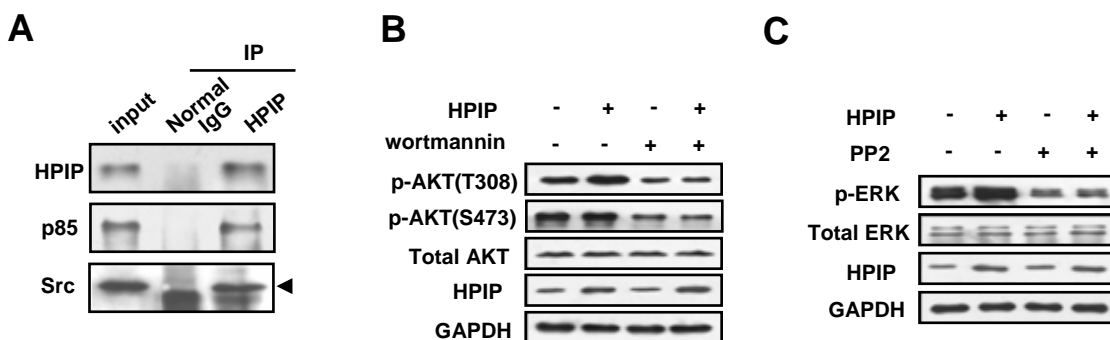 A
IP
input
Normal
IgG
HPIP
HPIP
p85
Src
B
HPIP - + - +
wortmannin - - + +
p-AKT(T308)
p-AKT(S473)
Total AKT
HPIP
GAPDH
C
HPIP - + - +
PP2 - - + +
p-ERK
Total ERK
HPIP
GAPDH